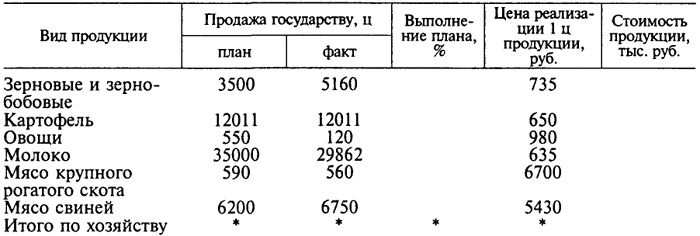 Вид продукции Продажа государству, ц Выполне-ние плана, % Цена реализа-ции 1 ц продукции, руб. Стоимость продукции, тыс. руб.
план факт
Зерновые и зерно-
бобовые 3500 5160 735
Картофель 12011 12011 650
Овощи 550 120 980
Молоко 35000 29862 635
Мясо крупного
рогатого скота 590 560 6700
Мясо свиней 6200 6750 5430
Итого по хозяйству * * * *